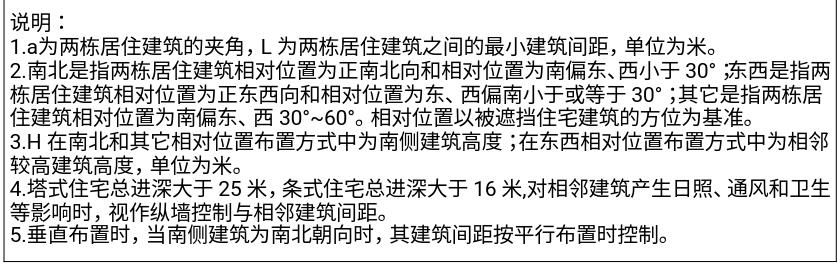 说明：
1.a为两栋居住建筑的夹角，L 为两栋居住建筑之间的最小建筑间距，单位为米。
2.南北是指两栋居住建筑相对位置为正南北向和相对位置为南偏东、西小于 30°；东西是指两
栋居住建筑相对位置为正东西向和相对位置为东、西偏南小于或等于 30°；其它是指两栋居
住建筑相对位置为南偏东、西 30°~60°。相对位置以被遮挡住宅建筑的方位为基准。
3.H 在南北和其它相对位置布置方式中为南侧建筑高度；在东西相对位置布置方式中为相邻
较高建筑高度，单位为米。
4.塔式住宅总进深大于 25 米，条式住宅总进深大于 16 米,对相邻建筑产生日照、通风和卫生
等影响时，视作纵墙控制与相邻建筑间距。
5.垂直布置时，当南侧建筑为南北朝向时，其建筑间距按平行布置时控制。